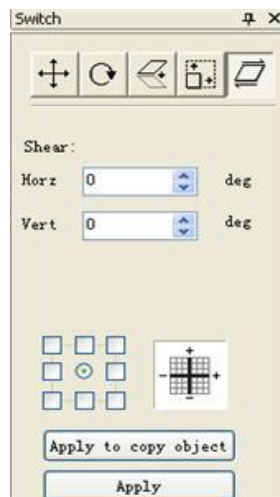 Switch
Shear:
Horz 0 deg
Vert 0 deg
+
- +
-
Apply to copy object
Apply